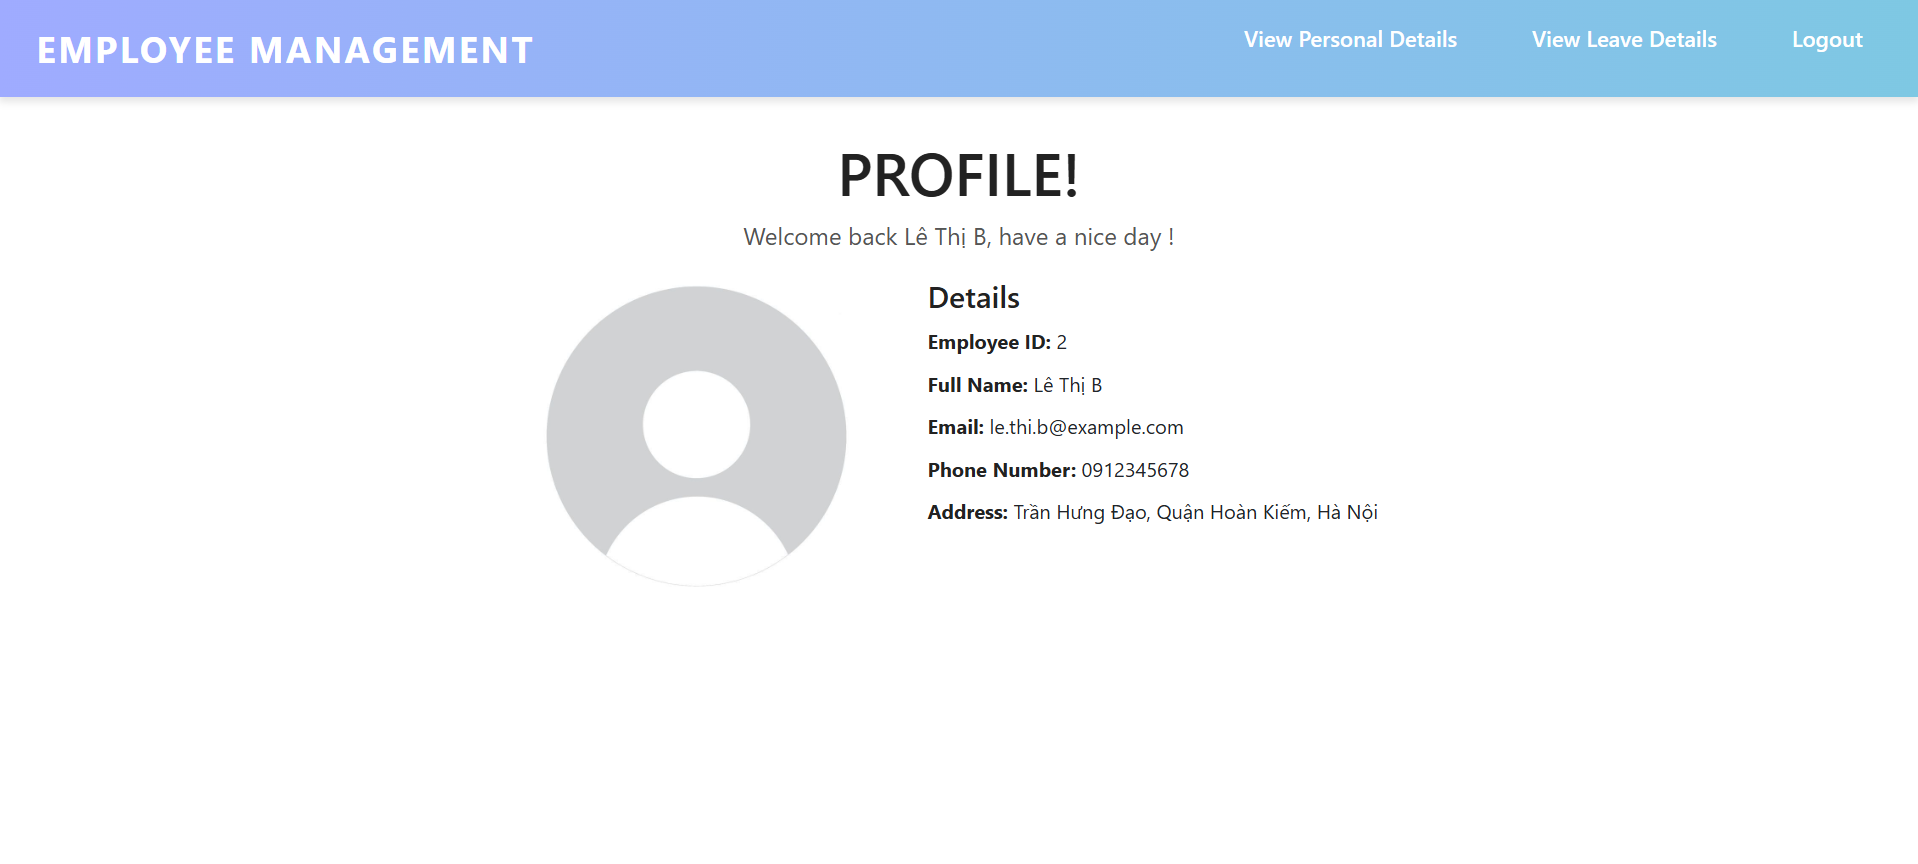 EMPLOYEE MANAGEMENT
View Personal Details
View Leave Details
Logout
PROFILE!
Welcome back Lê Thị B, have a nice day !
Details
Employee ID: 2
Full Name: Lê Thị B
Email: le.thi.b@example.com
Phone Number: 0912345678
Address: Trần Hưng Đạo, Quận Hoàn Kiếm, Hà Nội